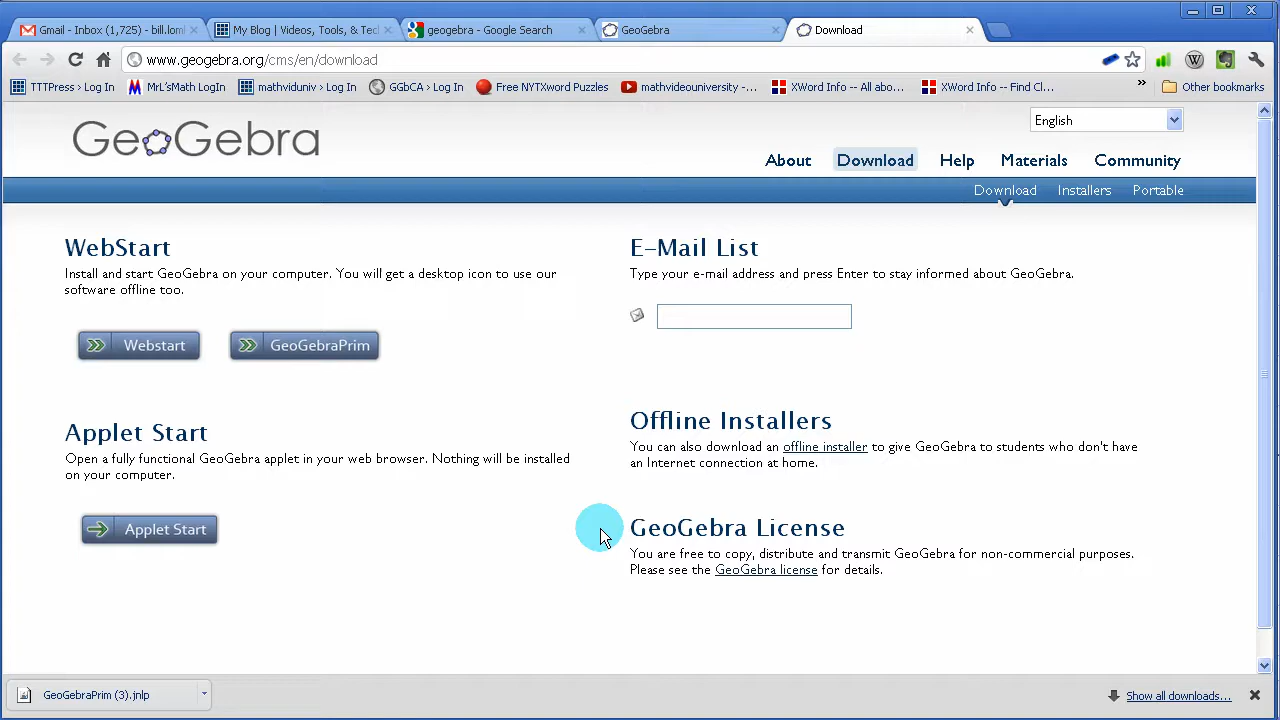 Gmail - Inbox (1,725) - bill.lom
My Blog | Videos, Tools, & Tec
geogebra - Google Search
GeoGebra
Download
www.geogebra.org/cms/en/download
TTTPress Log In
MrL'sMath LogIn
mathviduniv › Log In
GGbCA › Log In
Free NYTXword Puzzles
mathvideouniversity -...
XWord Info -- All abo...
XWord Info -- Find Cl...
»
Other bookmarks
GeoGebra
English
About
Download
Help
Materials
Community
Download
Installers
Portable
WebStart
Install and start GeoGebra on your computer. You will get a desktop icon to use our
software offline too.
Webstart
GeoGebraPrim
E-Mail List
Type your e-mail address and press Enter to stay informed about GeoGebra.
Applet Start
Open a fully functional GeoGebra applet in your web browser. Nothing will be installed
on your computer.
Applet Start
Offline Installers
You can also download an offline installer to give GeoGebra to students who don't have
an Internet connection at home.
GeoGebra License
You are free to copy, distribute and transmit GeoGebra for non-commercial purposes.
Please see the GeoGebra license for details.
GeoGebraPrim (3).jnlp
Show all downloads...